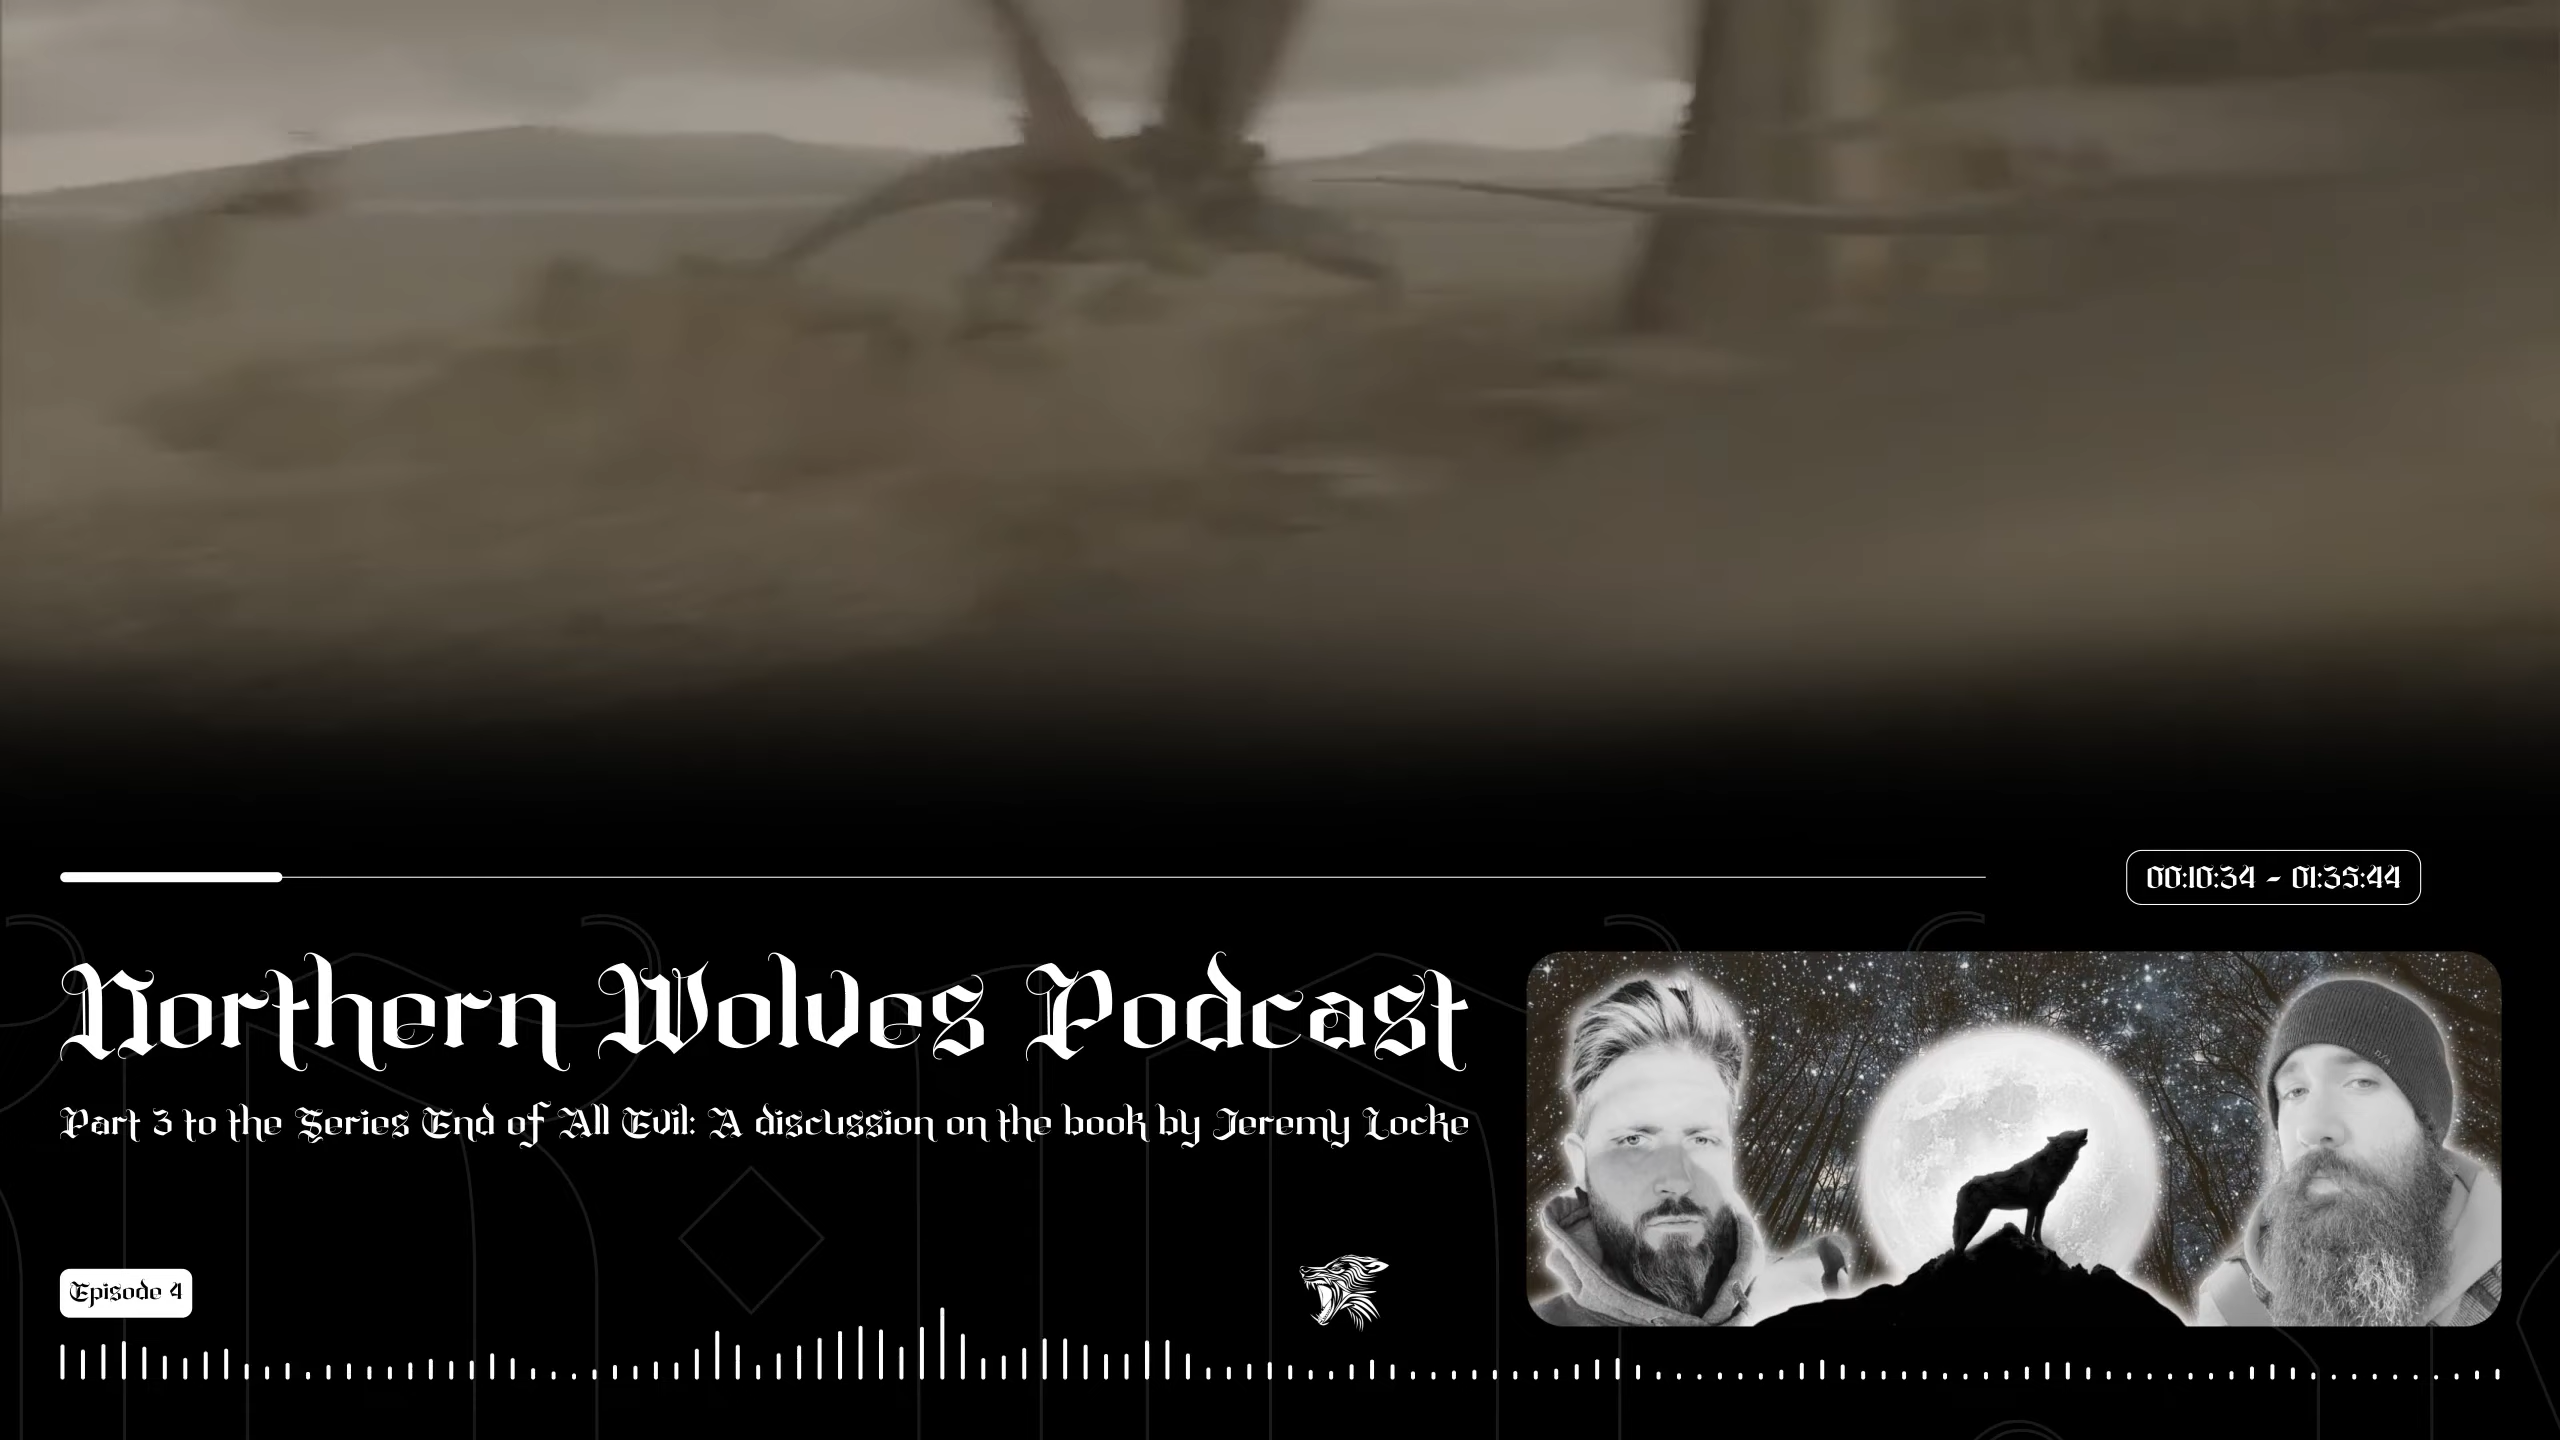 00:10:34 - 01:35:44
Northern Wolves Podcast
Part 3 to the Series End of All Evil: A discussion on the book by Jeremy Locke
Episode 4